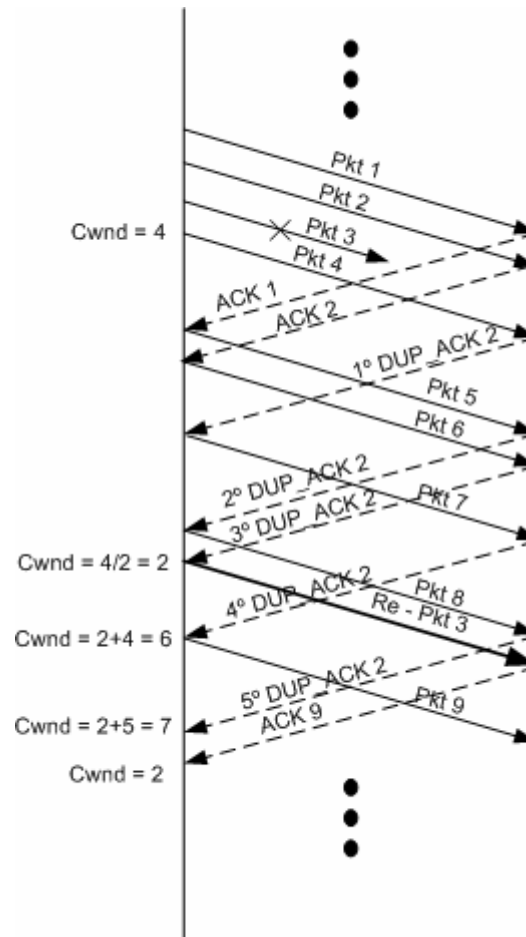 Pkt 1
Pkt 2
Cwnd = 4
Pkt 3
Pkt 4
ACK 1
ACK 2
1º DUP_ACK 2
Pkt 5
Pkt 6
2º DUP_ACK 2
Pkt 7
3º DUP_ACK 2
Cwnd = 4/2 = 2
Pkt 8
4º DUP_ACK 2
Re - Pkt 3
Cwnd = 2+4 = 6
5º DUP_ACK 2
Pkt 9
Cwnd = 2+5 = 7
ACK 9
Cwnd = 2